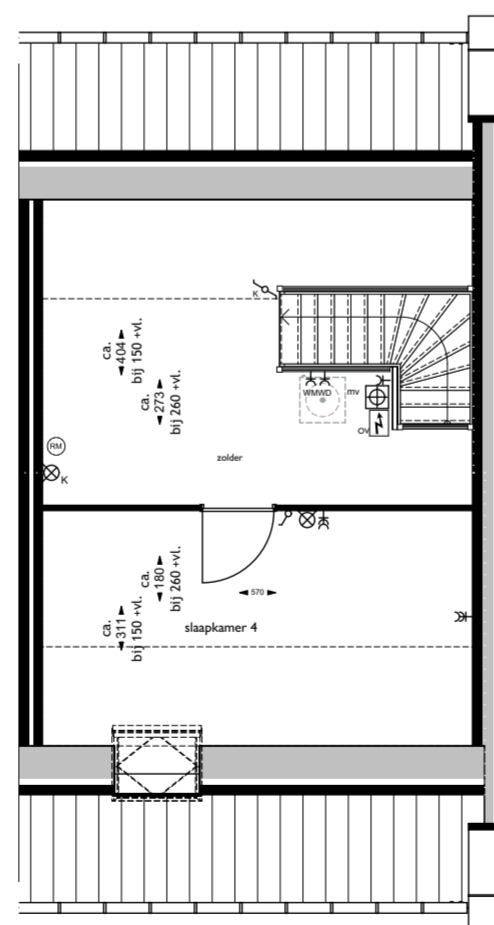 K
ca.
404
bij 150 +vl.
ca.
273
bij 260 +vl.
WMWD
mv
OV
RM
K
zolder
ca.
180
bij 260 +vl.
570
ca.
311
bij 150 +vl.
slaapkamer 4